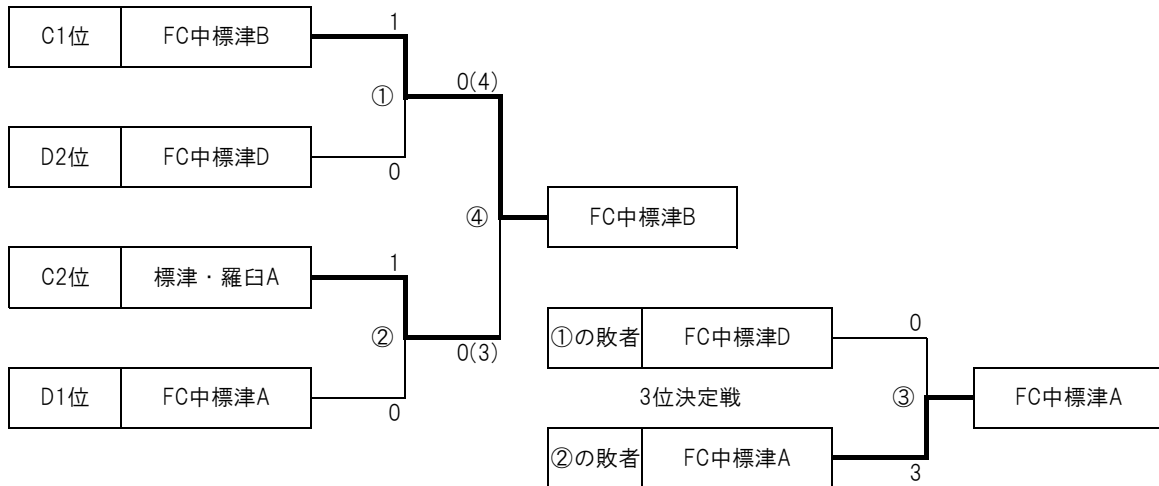 C1位 FC中標津B 1
① 0(4)
D2位 FC中標津D 0
④ FC中標津B
C2位 標津・羅臼A 1
② 0(3)
D1位 FC中標津A 0
①の敗者 FC中標津D 0
3位決定戦 ③ FC中標津A
②の敗者 FC中標津A 3